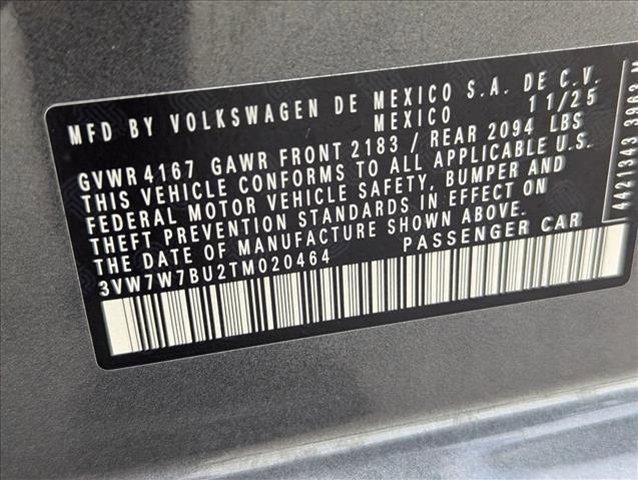 MFD BY VOLKSWAGEN DE MEXICO S.A. DE C.V.
MEXICO 11/25
GVWR 4167 GAWR FRONT 2183 / REAR 2094 LBS
THIS VEHICLE CONFORMS TO ALL APPLICABLE U.S.
FEDERAL MOTOR VEHICLE SAFETY, BUMPER AND
THEFT PREVENTION STANDARDS IN EFFECT ON
THE DATE OF MANUFACTURE SHOWN ABOVE.
3VW7W7BU2TM020464 PASSENGER CAR
4421343